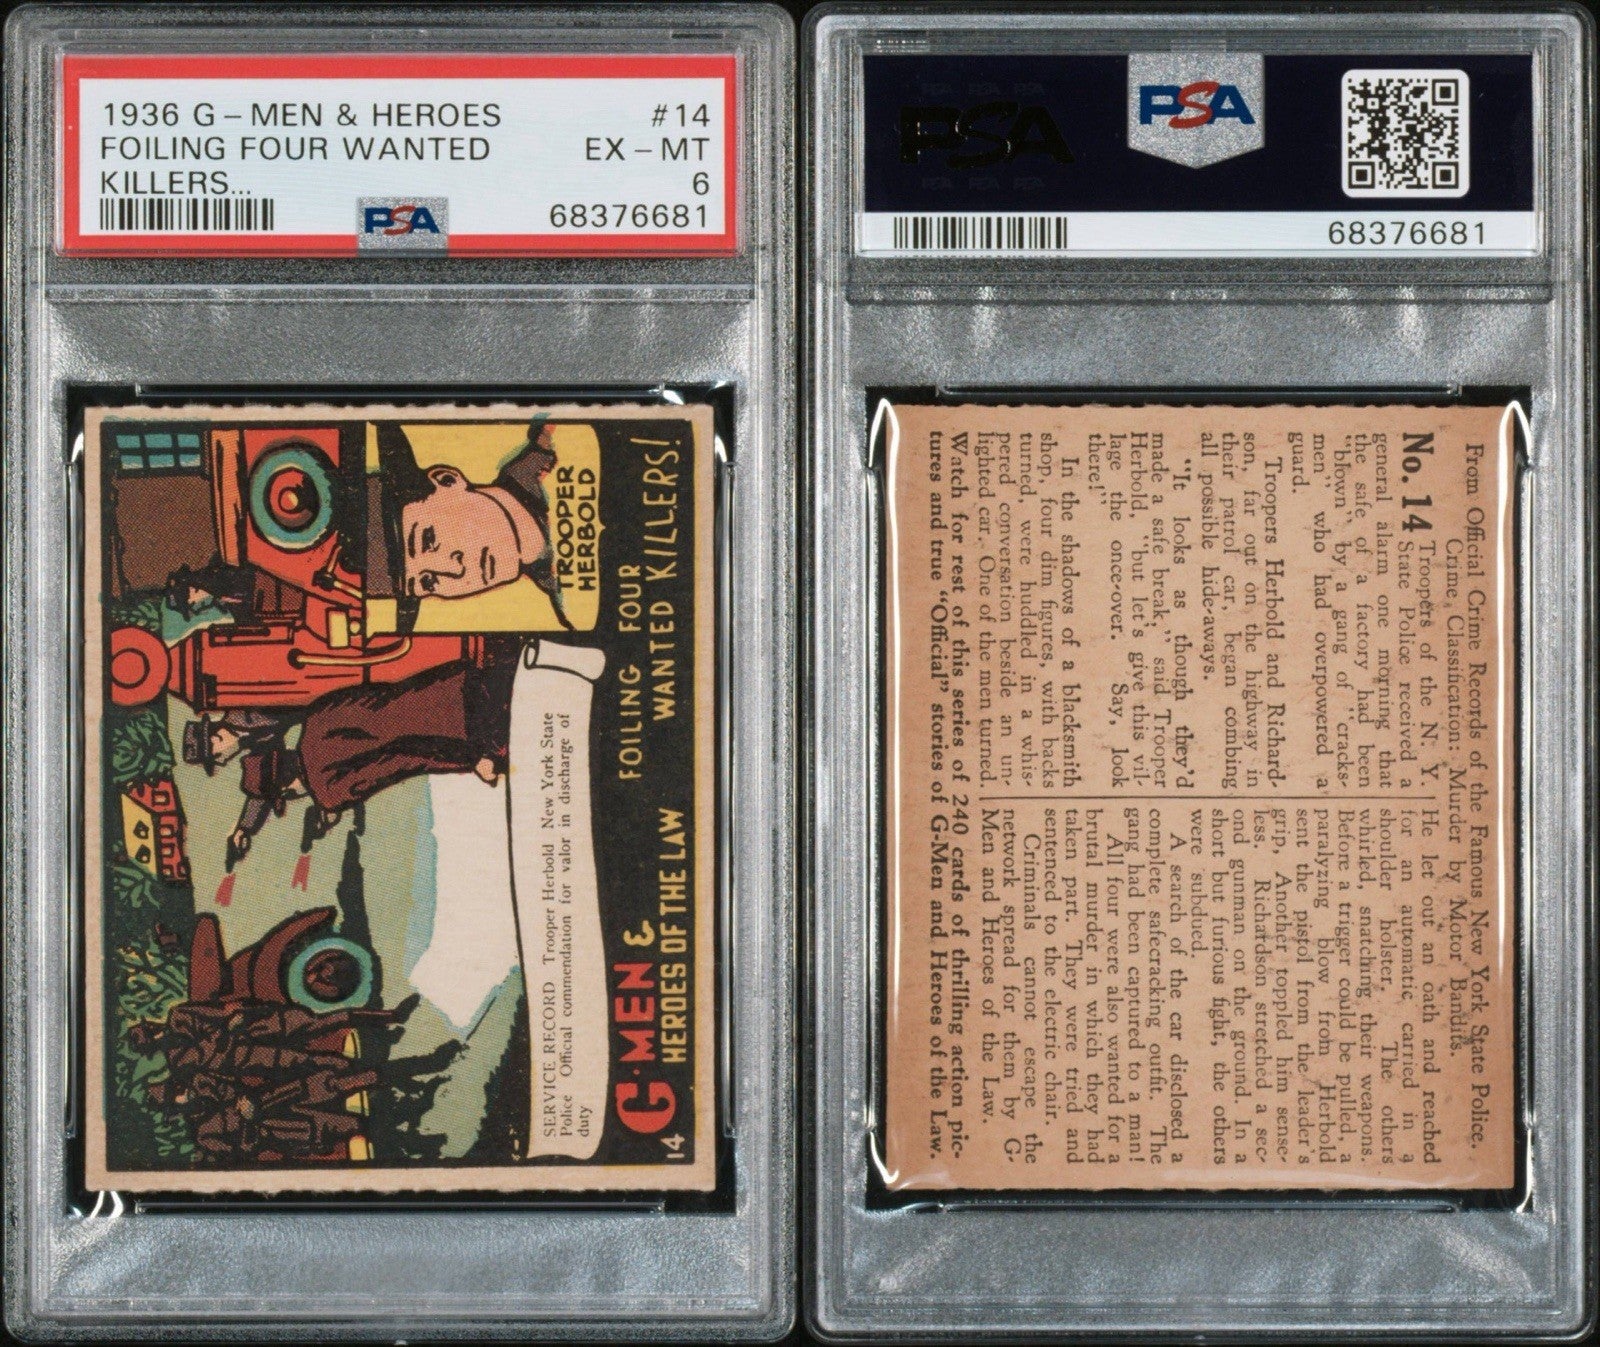 1936 G-MEN & HEROES #14
FOILING FOUR WANTED EX-MT
KILLERS... 6
PSA
68376681
TROOPER
HERBOLD
FOILING FOUR
WANTED KILLERS!
SERVICE RECORD Trooper Herbold New York State
Police Official commendation for valor in discharge of
duty
14
G-MEN &
HEROES OF THE LAW
PSA
PSA
68376681
From Official Crime Records of the Famous New York State Police.
Crime Classification: Murder by Motor Bandits.
No. 14 Troopers of the N. Y.
State Police received a
general alarm one morning that
the safe of a factory had been
"blown" by a gang of "cracks-
men" who had overpowered a
guard.
Troopers Herbold and Richard-
son, far out on the highway in
their patrol car, began combing
all possible hide-aways.
"It looks as though they'd
made a safe break," said Trooper
Herbold, "but let's give this vil-
lage the once-over. Say, look
there!"
In the shadows of a blacksmith
shop, four dim figures, with backs
turned, were huddled in a whis-
pered conversation beside an un-
lighted car. One of the men turned.
He let out an oath and reached
for an automatic carried in a
shoulder holster. The others
whirled, snatching their weapons.
Before a trigger could be pulled, a
paralyzing blow from Herbold
sent the pistol from the leader's
grip. Another toppled him sense-
less. Richardson stretched a sec-
ond gunman on the ground. In a
short but furious fight, the others
were subdued.
A search of the car disclosed a
complete safecracking outfit. The
gang had been captured to a man!
All four were also wanted for a
brutal murder, in which they had
taken part. They were tried and
sentenced to the electric chair.
Criminals cannot escape the
network spread for them by G-
Men and Heroes of the Law.
Watch for rest of this series of 240 cards of thrilling action pic-
tures and true "Official" stories of G-Men and Heroes of the Law.